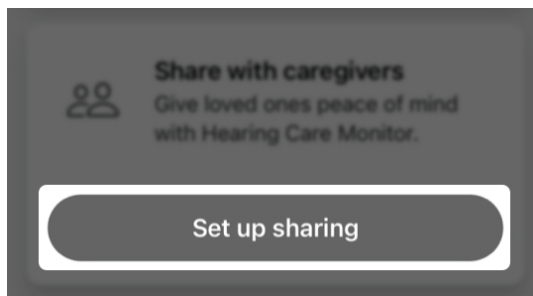 Share with caregivers
Give loved ones peace of mind
with Hearing Care Monitor.
Set up sharing